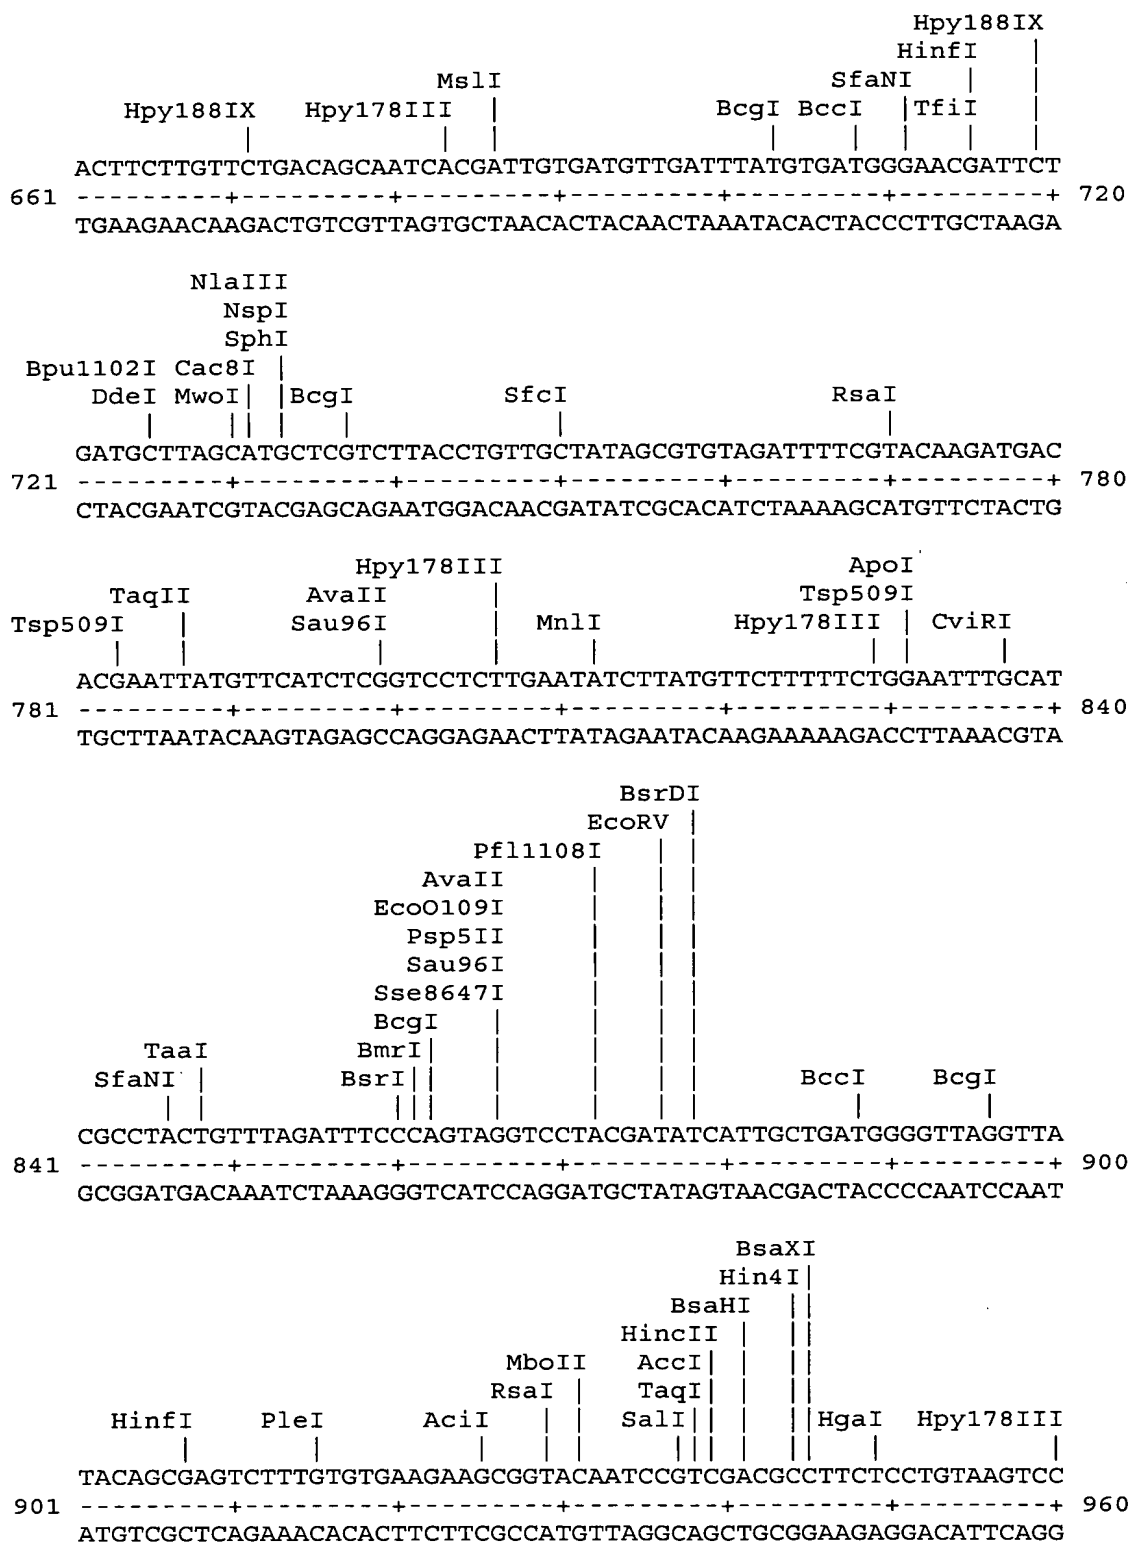 Hpy188IX
HinfI
MslI SfaNI
Hpy188IX Hpy178III BcgI BccI TfiI
ACTTCTTGTTCTGACAGCAATCACGATTGTGATGTTGATTTATGTGATGGGAACGATTCT
661 ---------+---------+---------+---------+---------+---------+ 720
TGAAGAACAAGACTGTCGTTAGTGCTAACACTACAACTAAATACACTACCCTTGCTAAGA
NlaIII
NspI
SphI
Bpu1102I Cac8I
DdeI MwoI BcgI SfcI RsaI
GATGCTTAGCATGCTCGTCTTACCTGTTGCTATAGCGTGTAGATTTTCGTACAAGATGAC
721 ---------+---------+---------+---------+---------+---------+ 780
CTACGAATCGTACGAGCAGAATGGACAACGATATCGCACATCTAAAAGCATGTTCTACTG
Hpy178III ApoI
TaqII AvaII Tsp509I
Tsp509I Sau96I MnlI Hpy178III CviRI
ACGAATTATGTTCATCTCGGTCCTCTTGAATATCTTATGTTCTTTTTCTGGAATTTGCAT
781 ---------+---------+---------+---------+---------+---------+ 840
TGCTTAATACAAGTAGAGCCAGGAGAACTTATAGAATACAAGAAAAAGACCTTAAACGTA
BsrDI
EcoRV
Pfl1108I
AvaII
EcoO109I
Psp5II
Sau96I
Sse8647I
BcgI
TaaI BmrI
SfaNI BsrI BccI BcgI
CGCCTACTGTTTAGATTTCCCAGTAGGTCCTACGATATCATTGCTGATGGGGTTAGGTTA
841 ---------+---------+---------+---------+---------+---------+ 900
GCGGATGACAAATCTAAAGGGTCATCCAGGATGCTATAGTAACGACTACCCCAATCCAAT
BsaXI
Hin4I
BsaHI
HincII
MboII AccI
RsaI TaqI
HinfI PleI AciI SalI HgaI Hpy178III
TACAGCGAGTCTTTGTGTGAAGAAGCGGTACAATCCGTCGACGCCTTCTCCTGTAAGTCC
901 ---------+---------+---------+---------+---------+---------+ 960
ATGTCGCTCAGAAACACACTTCTTCGCCATGTTAGGCAGCTGCGGAAGAGGACATTCAGG